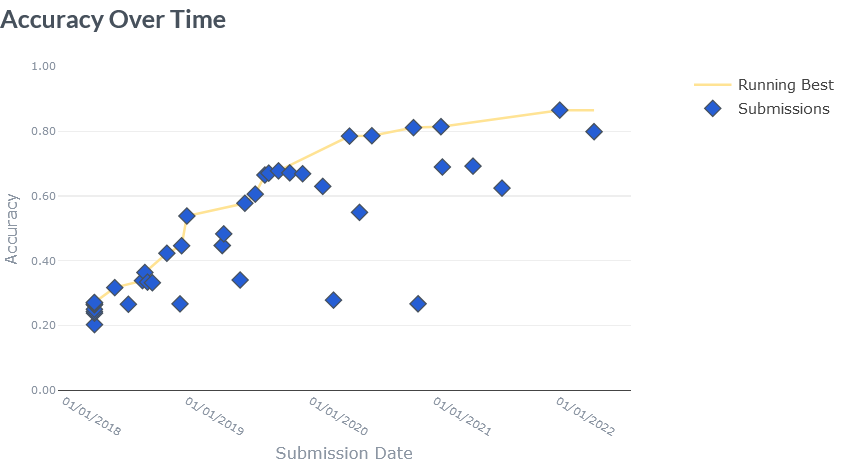 Accuracy Over Time
1.00
0.80
0.60
0.40
0.20
0.00
Accuracy
01/01/2018
01/01/2019
01/01/2020
01/01/2021
01/01/2022
Submission Date
Running Best
Submissions